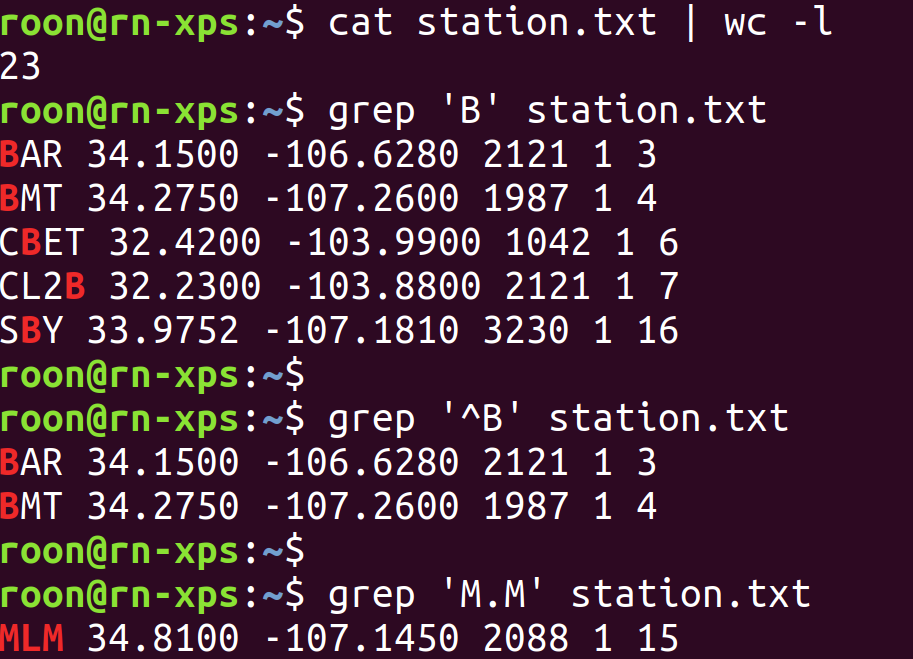 roon@rn-xps:~$ cat station.txt | wc -l
23
roon@rn-xps:~$ grep 'B' station.txt
BAR 34.1500 -106.6280 2121 1 3
BMT 34.2750 -107.2600 1987 1 4
CBET 32.4200 -103.9900 1042 1 6
CL2B 32.2300 -103.8800 2121 1 7
SBY 33.9752 -107.1810 3230 1 16
roon@rn-xps:~$
roon@rn-xps:~$ grep '^B' station.txt
BAR 34.1500 -106.6280 2121 1 3
BMT 34.2750 -107.2600 1987 1 4
roon@rn-xps:~$
roon@rn-xps:~$ grep 'M.M' station.txt
MLM 34.8100 -107.1450 2088 1 15